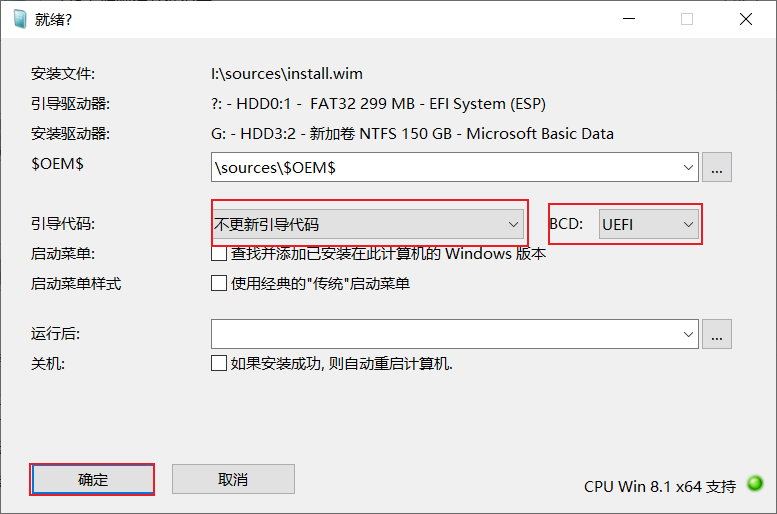 就绪?
安装文件: I:\sources\install.wim
引导驱动器: ?: - HDD0:1 - FAT32 299 MB - EFI System (ESP)
安装驱动器: G: - HDD3:2 - 新加卷 NTFS 150 GB - Microsoft Basic Data
$OEM$ \sources\$OEM$ ...
引导代码: 不更新引导代码 BCD: UEFI
启动菜单: 查找并添加已安装在此计算机的 Windows 版本
启动菜单样式 使用经典的"传统"启动菜单
运行后: ...
关机: 如果安装成功, 则自动重启计算机.
确定 取消
CPU Win 8.1 x64 支持